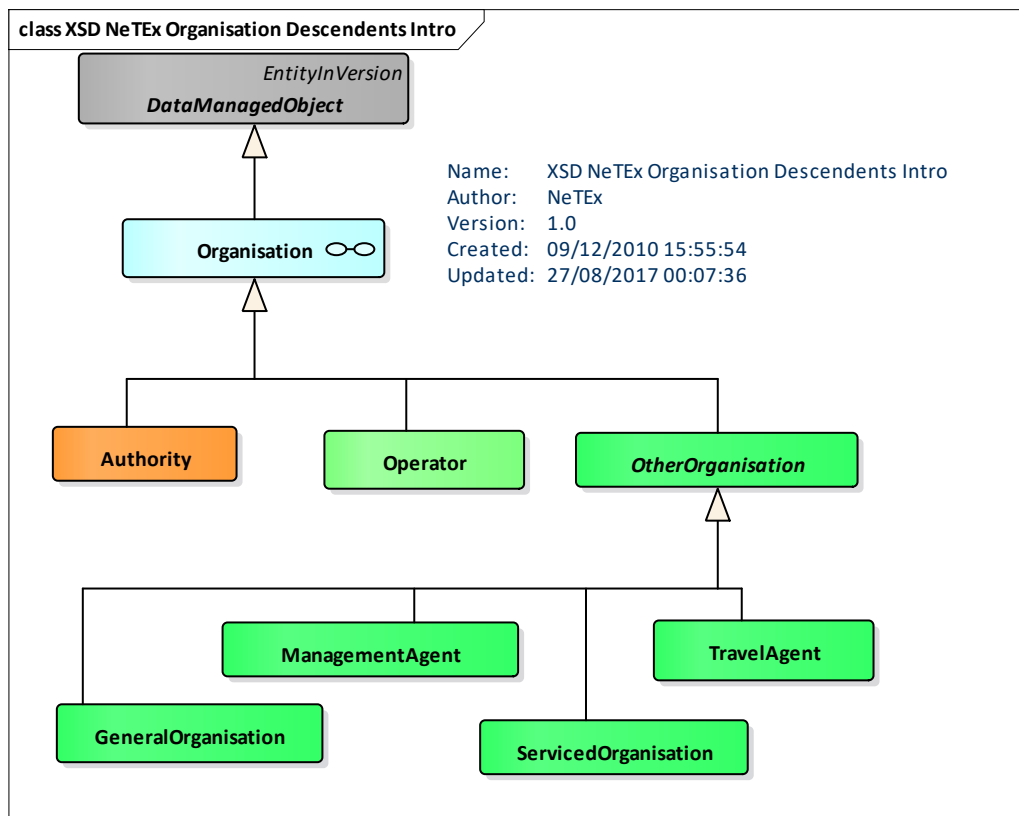 class XSD NeTEx Organisation Descendents Intro
EntityInVersion
DataManagedObject
Name: XSD NeTEx Organisation Descendents Intro
Author: NeTEx
Version: 1.0
Created: 09/12/2010 15:55:54
Updated: 27/08/2017 00:07:36
Organisation
Authority
Operator
OtherOrganisation
ManagementAgent
TravelAgent
GeneralOrganisation
ServicedOrganisation